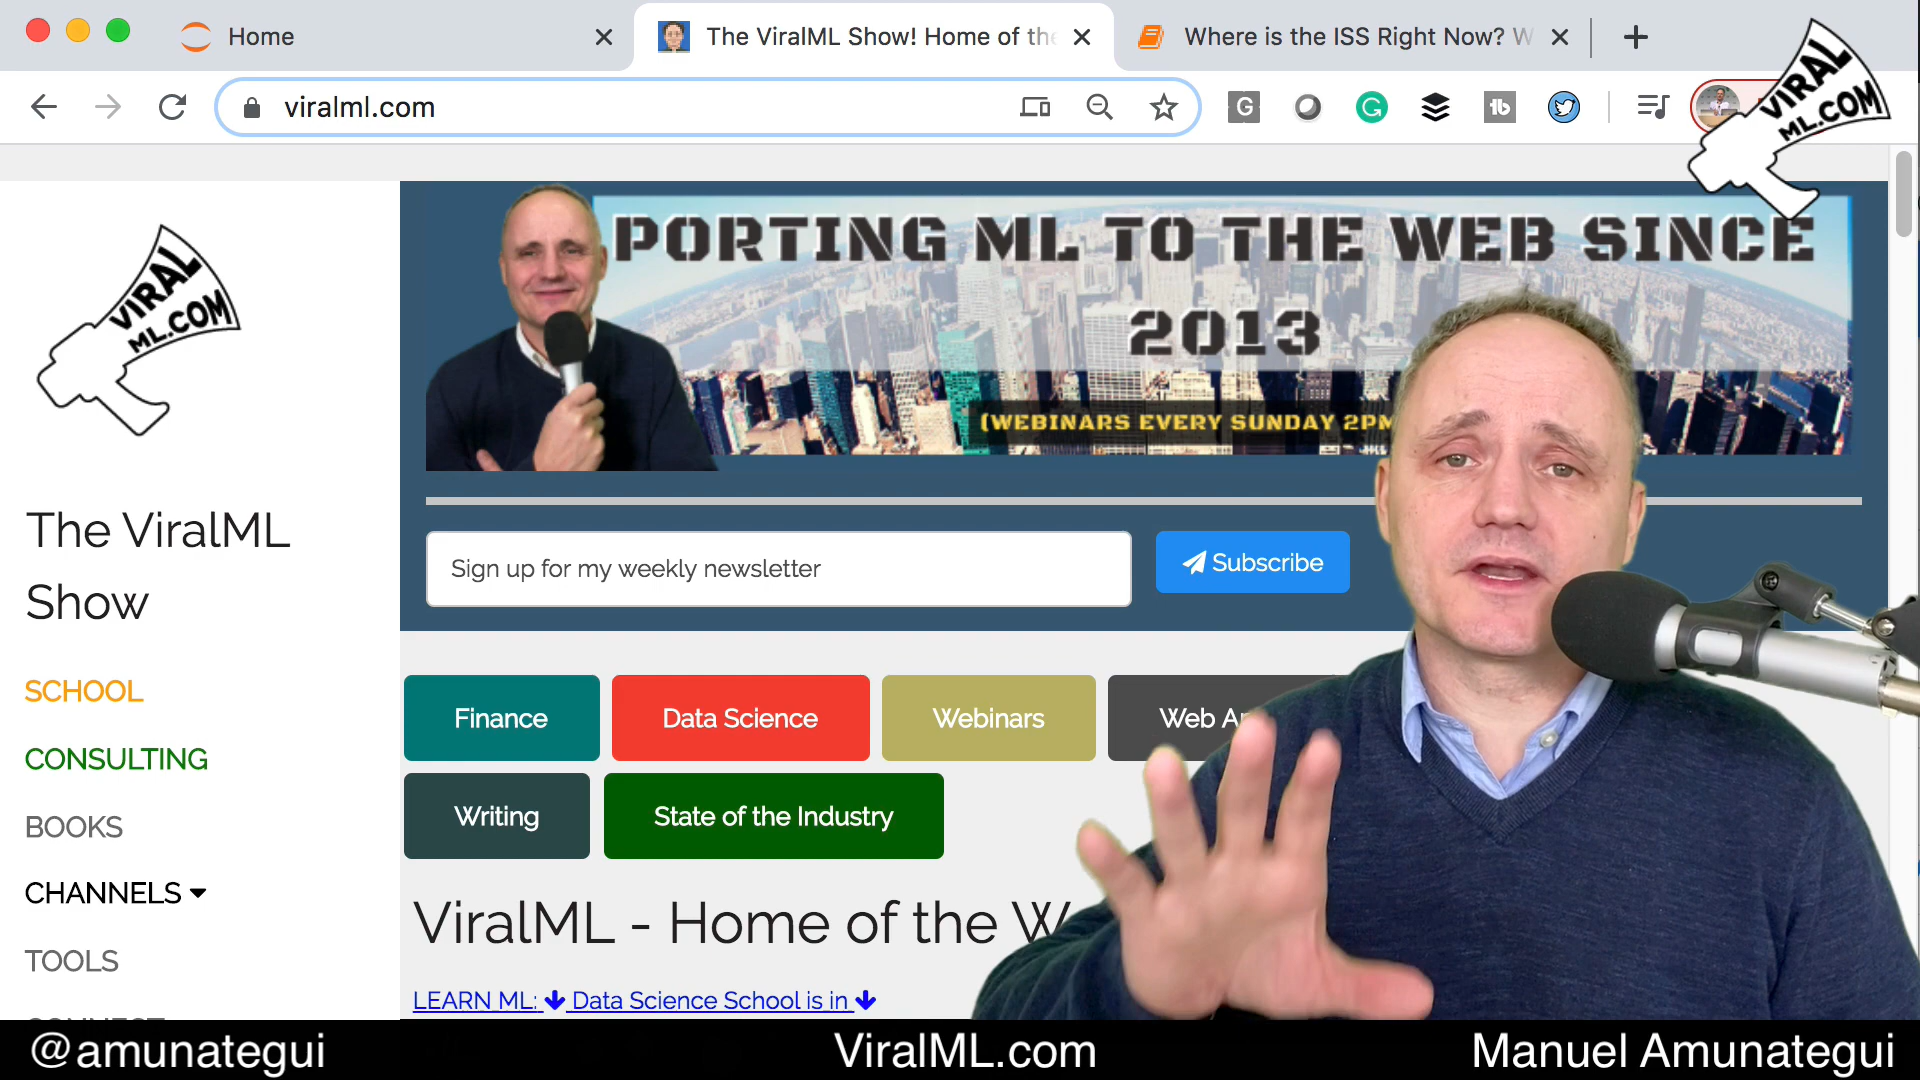 Home
The ViralML Show! Home of the
Where is the ISS Right Now? W
viralml.com
G
G
tb
VIRAL
ML.COM
VIRAL
ML.COM
PORTING ML TO THE WEB SINCE
2013
(WEBINARS EVERY SUNDAY 2PM
The ViralML
Show
Sign up for my weekly newsletter
Subscribe
SCHOOL
CONSULTING
BOOKS
CHANNELS
TOOLS
Finance
Data Science
Webinars
Web Ap
Writing
State of the Industry
ViralML - Home of the W
LEARN ML: Data Science School is in
@amunategui
ViralML.com
Manuel Amunategui